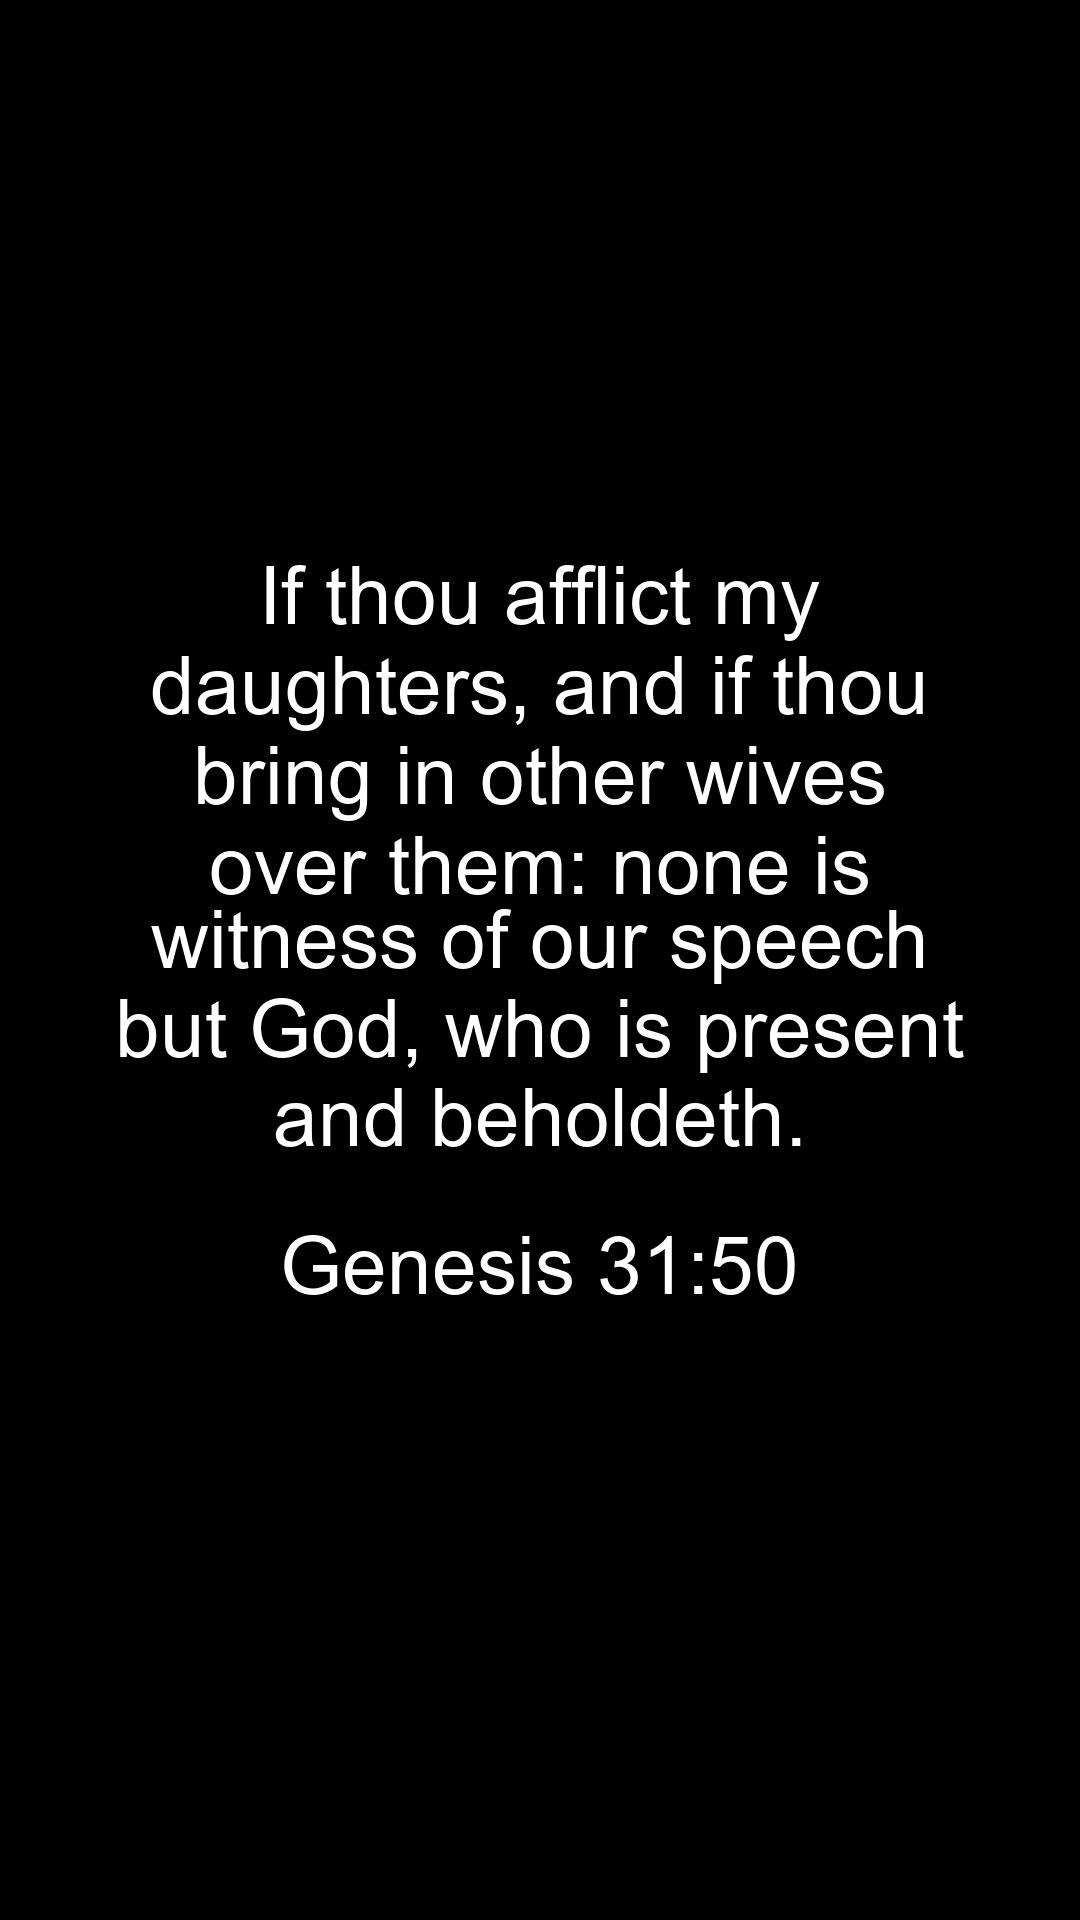 If thou afflict my
daughters, and if thou
bring in other wives
over them: none is
witness of our speech
but God, who is present
and beholdeth.
Genesis 31:50